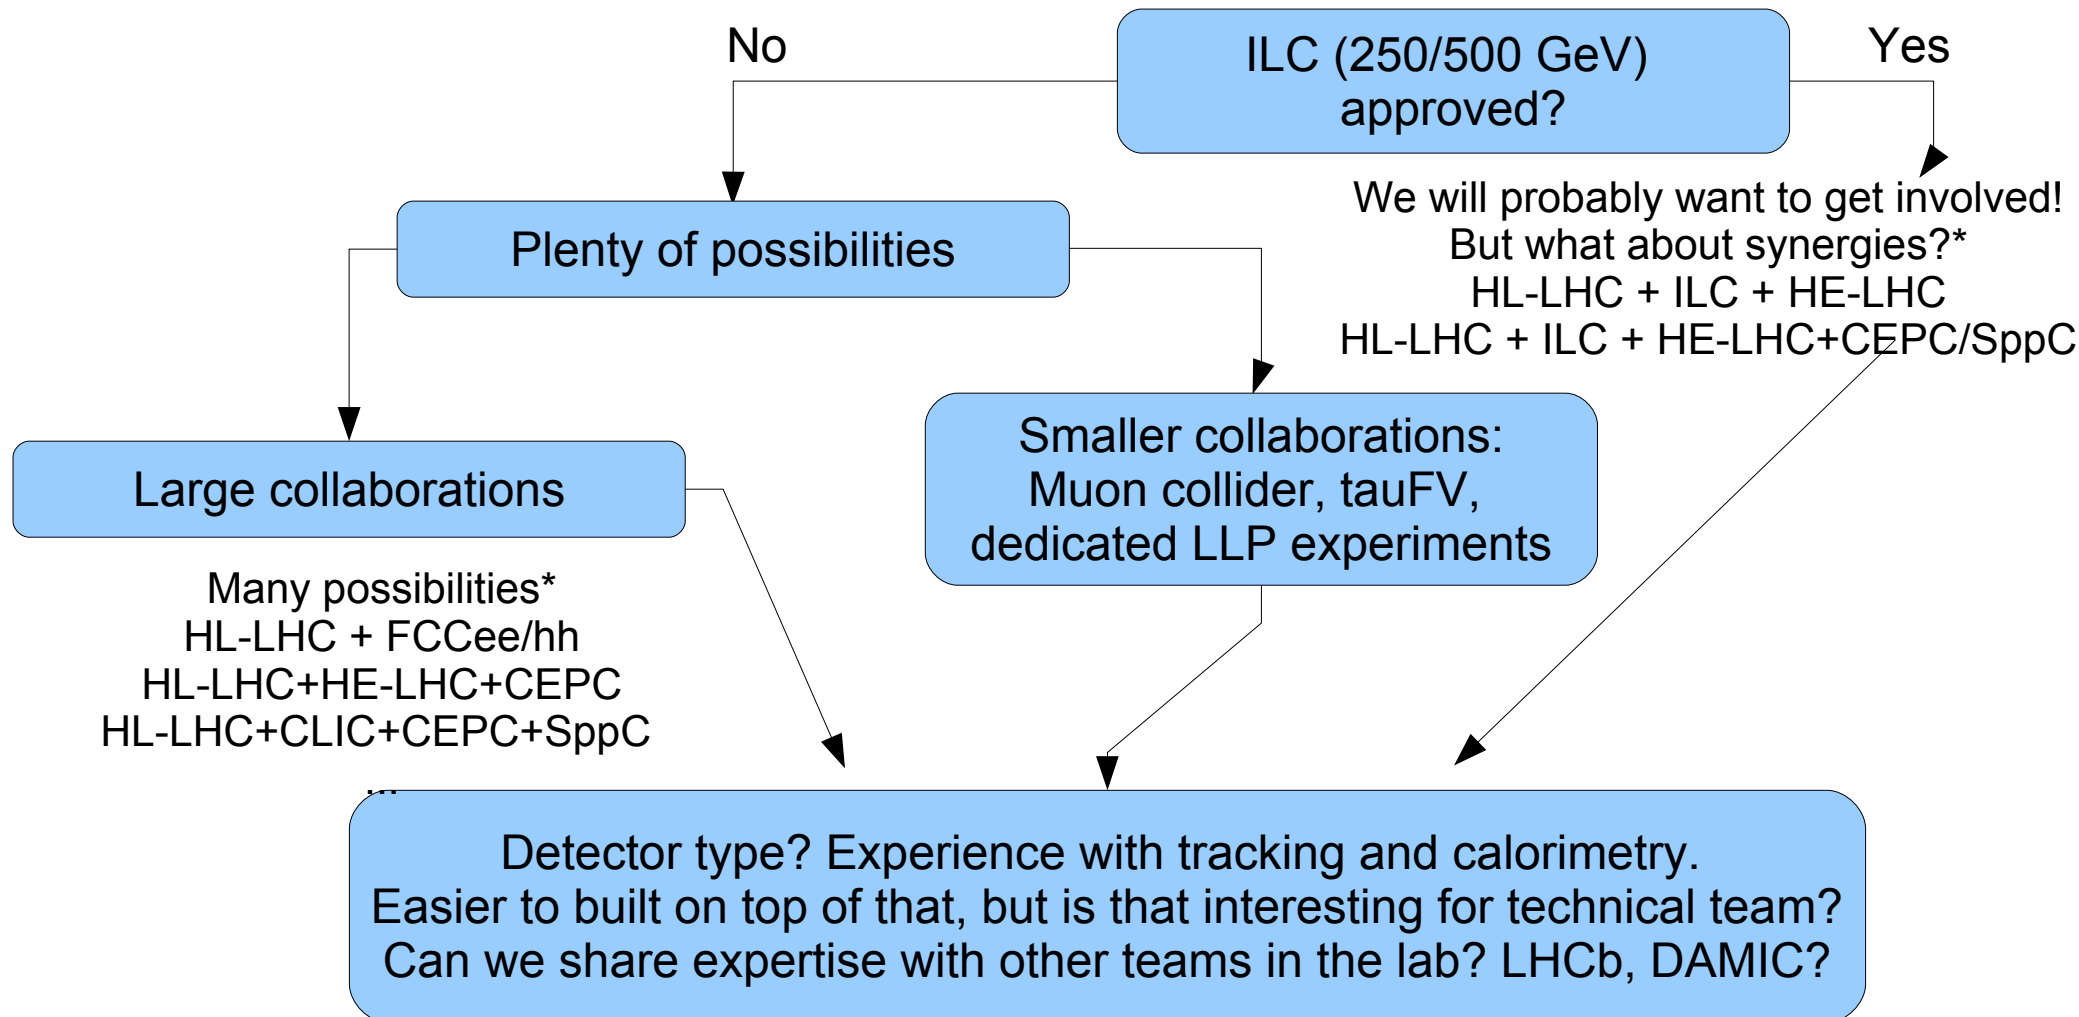 No
ILC (250/500 GeV)
approved?
Yes
We will probably want to get involved!
But what about synergies?*
HL-LHC + ILC + HE-LHC
HL-LHC + ILC + HE-LHC+CEPC/SppC
Plenty of possibilities
Large collaborations
Smaller collaborations:
Muon collider, tauFV,
dedicated LLP experiments
Many possibilities*
HL-LHC + FCCee/hh
HL-LHC+HE-LHC+CEPC
HL-LHC+CLIC+CEPC+SppC
...
Detector type? Experience with tracking and calorimetry.
Easier to built on top of that, but is that interesting for technical team?
Can we share expertise with other teams in the lab? LHCb, DAMIC?